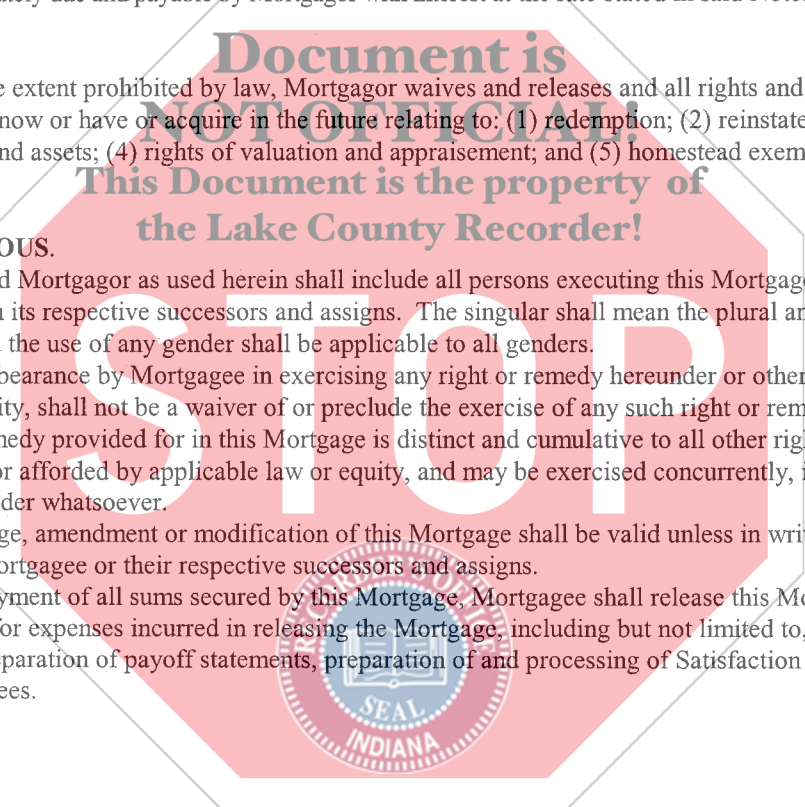 due and payable by Mortgagor with interest at the rate stated in said Note
Document is
extent prohibited by law, Mortgagor waives and releases and all rights and
NOT OFFICIAL!
now or have or acquire in the future relating to: (1) redemption; (2) reinstate
nd assets; (4) rights of valuation and appraisement; and (5) homestead exem
This Document is the property of
the Lake County Recorder!
OUS.
d Mortgagor as used herein shall include all persons executing this Mortgag
its respective successors and assigns. The singular shall mean the plural an
the use of any gender shall be applicable to all genders.
bearance by Mortgagee in exercising any right or remedy hereunder or other
ity, shall not be a waiver of or preclude the exercise of any such right or rem
medy provided for in this Mortgage is distinct and cumulative to all other rig
or afforded by applicable law or equity, and may be exercised concurrently, i
STOP
der whatsoever.
ge, amendment or modification of this Mortgage shall be valid unless in writ
ortgagee or their respective successors and assigns.
yment of all sums secured by this Mortgage, Mortgagee shall release this Mo
for expenses incurred in releasing the Mortgage, including but not limited to,
eparation of payoff statements, preparation of and processing of Satisfaction
ees.
RECORDER'S OFFICE
SEAL
INDIANA